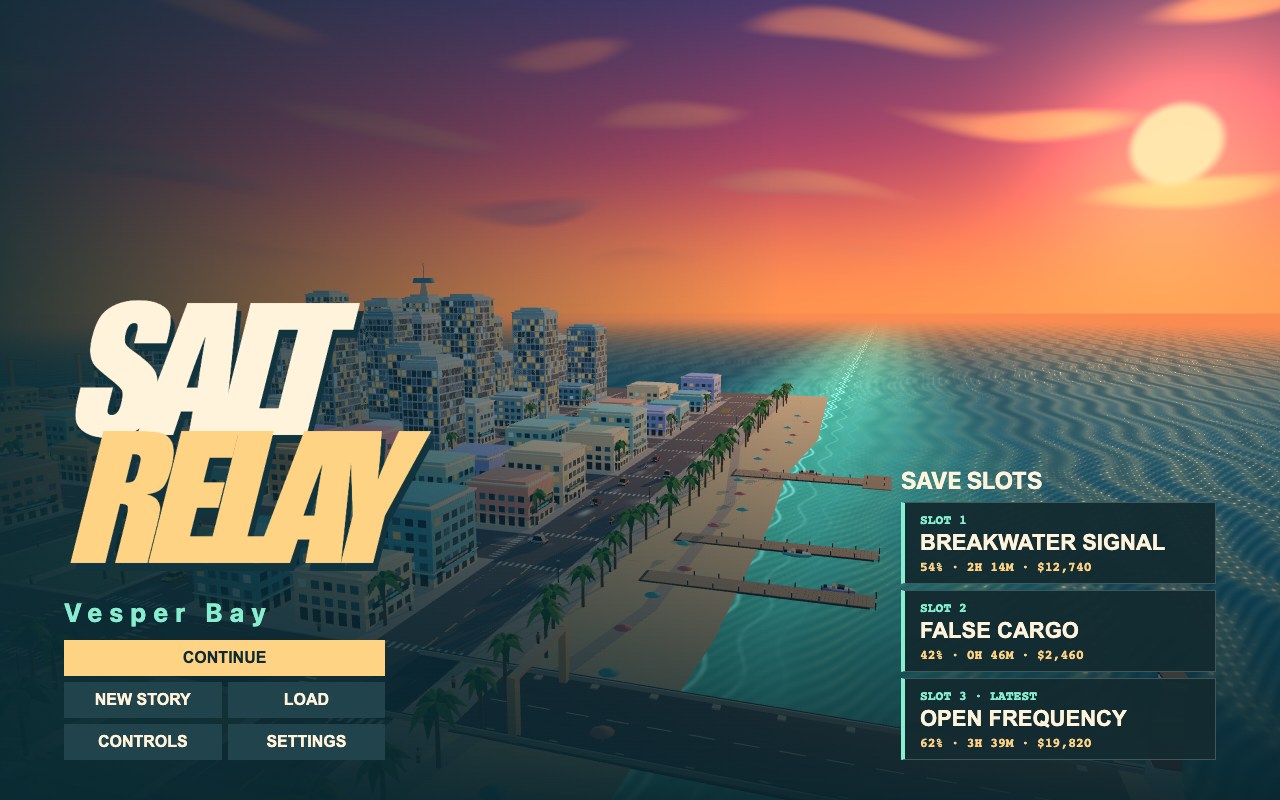 SALT
RELAY
Vesper Bay
CONTINUE
NEW STORY
LOAD
CONTROLS
SETTINGS
SAVE SLOTS
SLOT 1
BREAKWATER SIGNAL
54% · 2H 14M · $12,740
SLOT 2
FALSE CARGO
42% · 0H 46M · $2,460
SLOT 3 · LATEST
OPEN FREQUENCY
62% · 3H 39M · $19,820